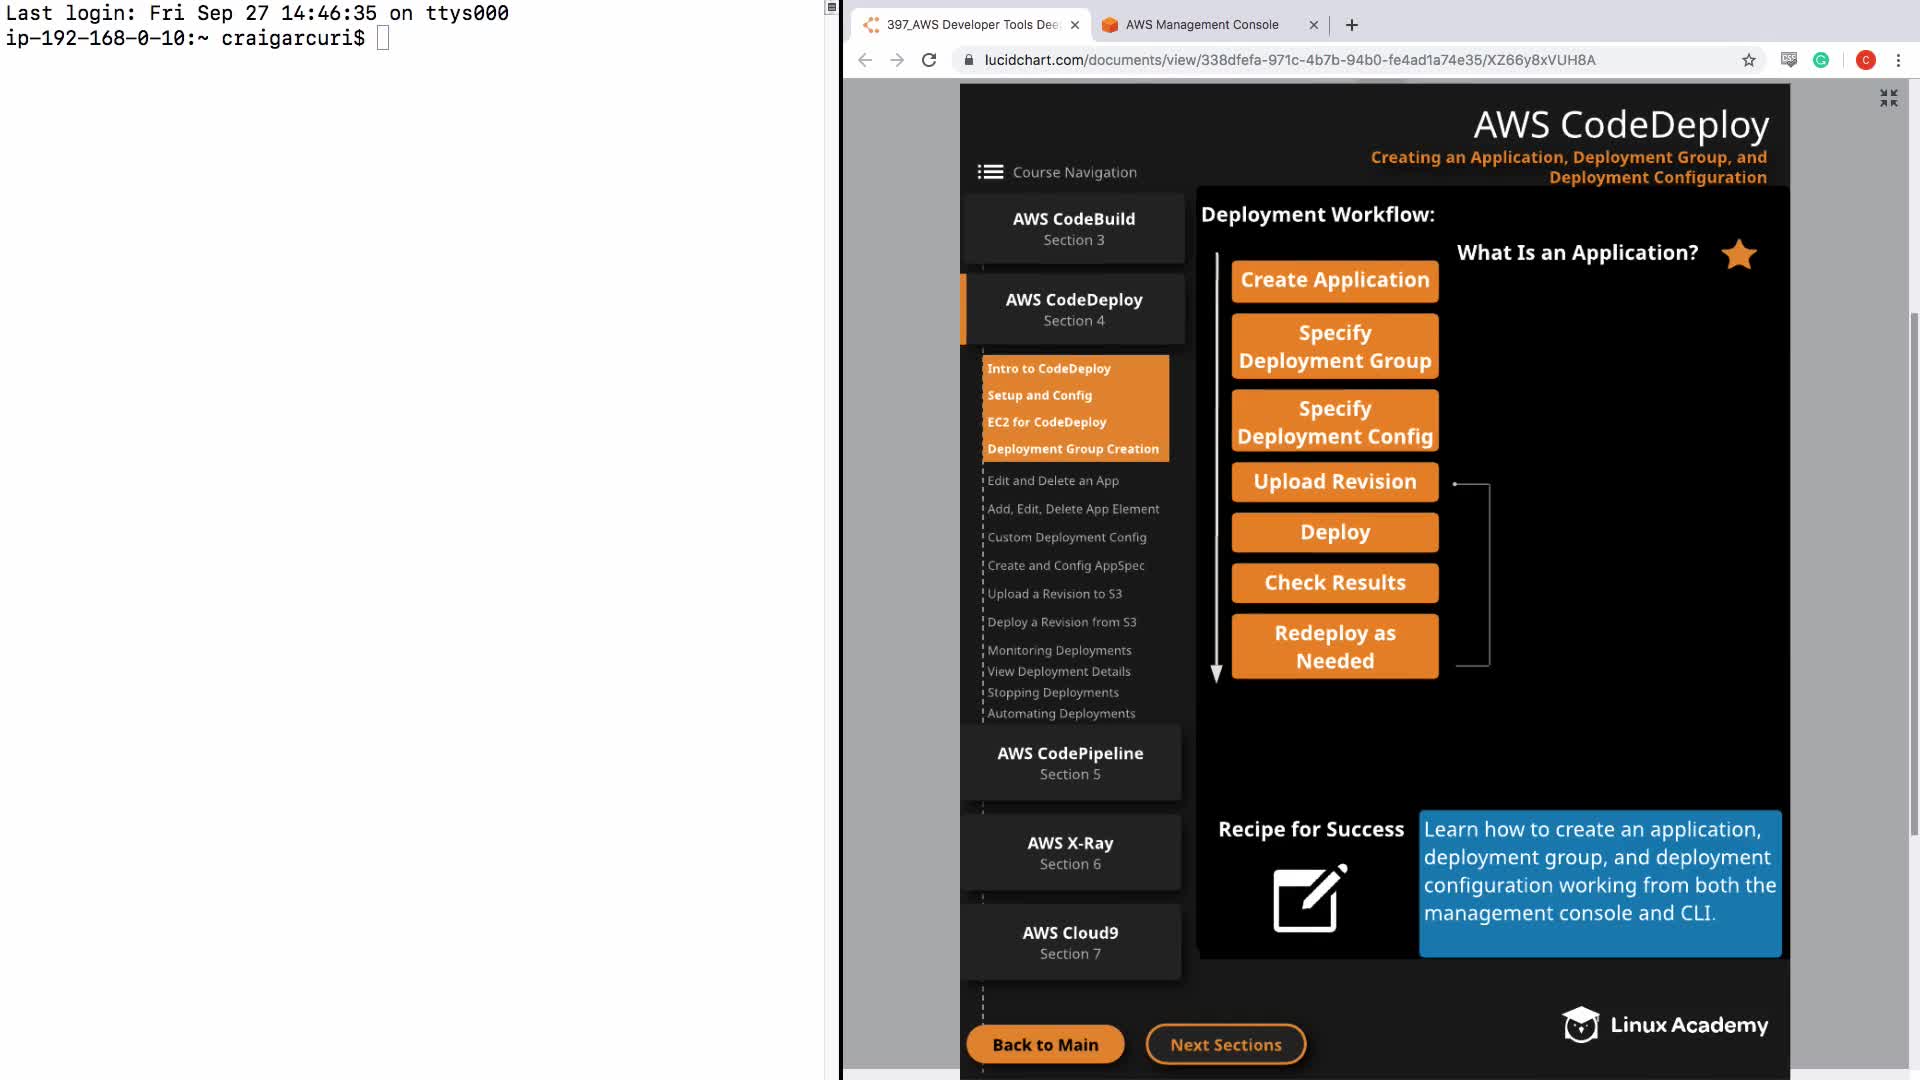 Last login: Fri Sep 27 14:46:35 on ttys000
ip-192-168-0-10:~ craigarcuri$
397_AWS Developer Tools Dee
AWS Management Console
lucidchart.com/documents/view/338dfefa-971c-4b7b-94b0-fe4ad1a74e35/XZ66y8xVUH8A
C
AWS CodeDeploy
Creating an Application, Deployment Group, and
Deployment Configuration
Course Navigation
AWS CodeBuild
Section 3
AWS CodeDeploy
Section 4
Intro to CodeDeploy
Setup and Config
EC2 for CodeDeploy
Deployment Group Creation
Edit and Delete an App
Add, Edit, Delete App Element
Custom Deployment Config
Create and Config AppSpec
Upload a Revision to S3
Deploy a Revision from S3
Monitoring Deployments
View Deployment Details
Stopping Deployments
Automating Deployments
AWS CodePipeline
Section 5
AWS X-Ray
Section 6
AWS Cloud9
Section 7
Back to Main
Next Sections
Deployment Workflow:
What Is an Application?
Create Application
Specify
Deployment Group
Specify
Deployment Config
Upload Revision
Deploy
Check Results
Redeploy as
Needed
Recipe for Success
Learn how to create an application,
deployment group, and deployment
configuration working from both the
management console and CLI.
Linux Academy